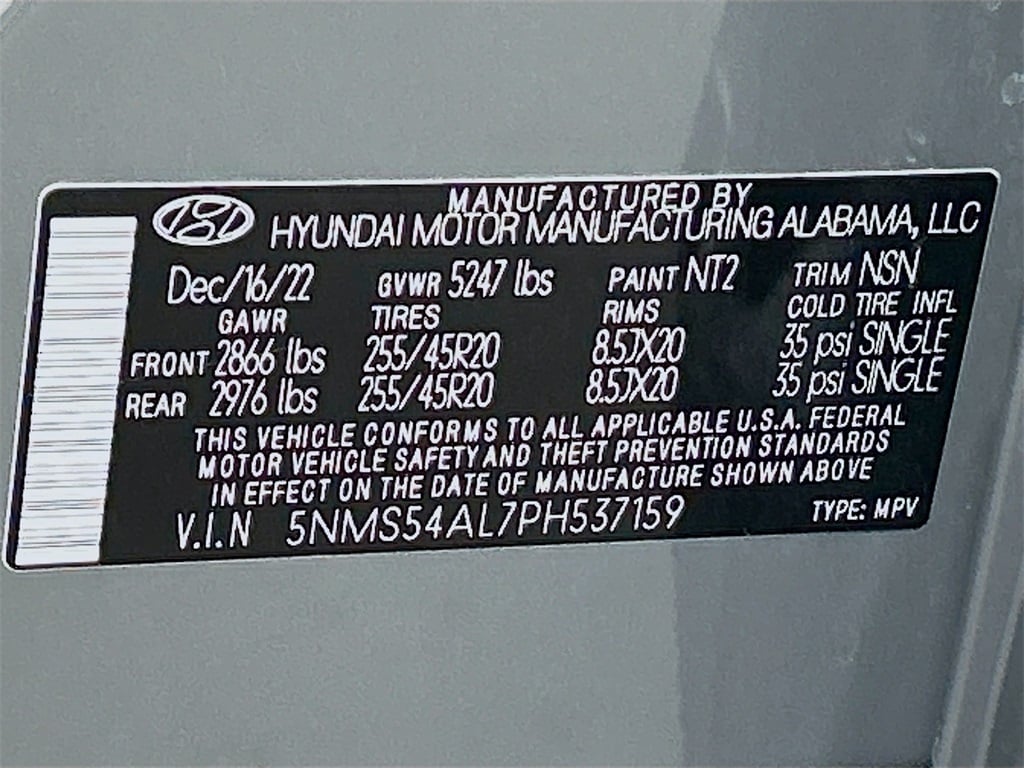 MANUFACTURED BY
HYUNDAI MOTOR MANUFACTURING ALABAMA, LLC
Dec/16/22 GVWR 5247 lbs PAINT NT2 TRIM NSN
GAWR TIRES RIMS COLD TIRE INFL
FRONT 2866 lbs 255/45R20 8.5JX20 35 psi SINGLE
REAR 2976 lbs 255/45R20 8.5JX20 35 psi SINGLE
THIS VEHICLE CONFORMS TO ALL APPLICABLE U.S.A. FEDERAL
MOTOR VEHICLE SAFETY AND THEFT PREVENTION STANDARDS
IN EFFECT ON THE DATE OF MANUFACTURE SHOWN ABOVE
V.I.N 5NMS54AL7PH537159 TYPE: MPV